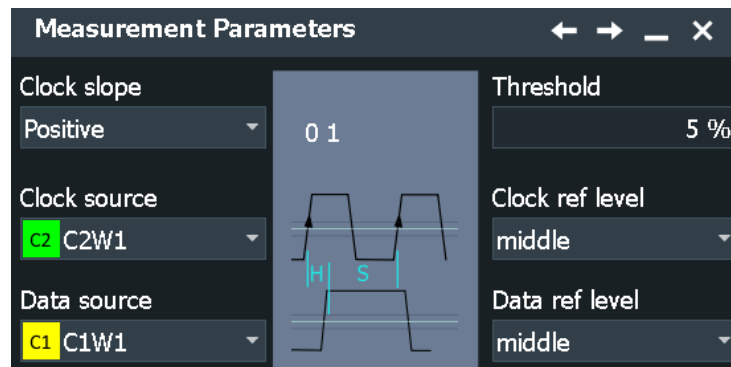 Measurement Parameters
Clock slope
Positive
Clock source
C2 C2W1
Data source
C1 C1W1
0 1
H S
Threshold
5 %
Clock ref level
middle
Data ref level
middle